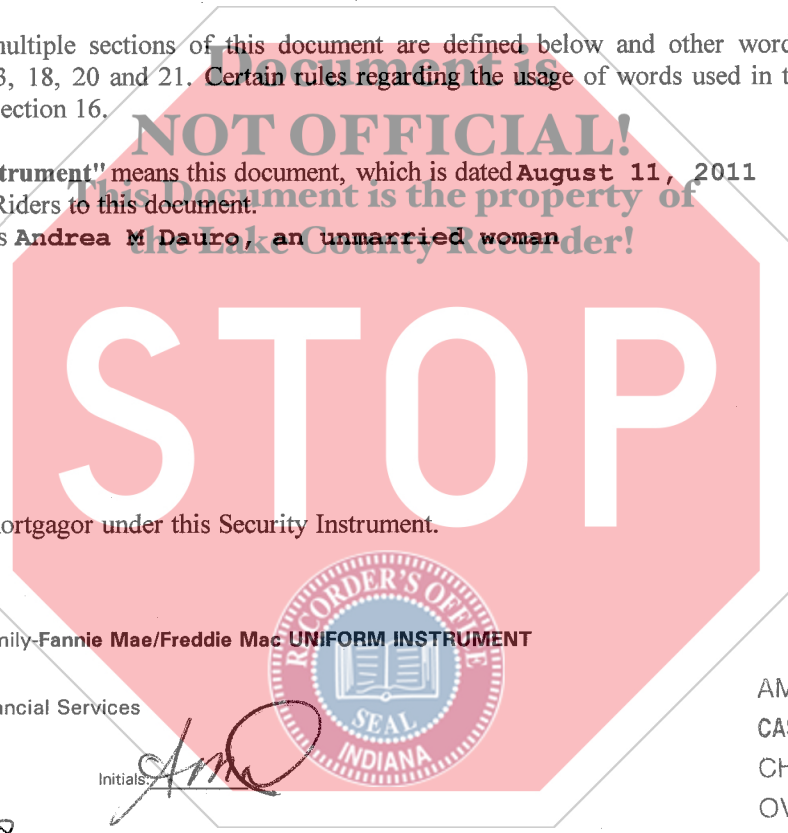 multiple sections of this document are defined below and other word
Document is
3, 18, 20 and 21. Certain rules regarding the usage of words used in t
ection 16.
NOT OFFICIAL!
trument" means this document, which is dated August 11, 2011
This Document is the property of
Riders to this document.
s Andrea M Dauro, an unmarried woman
the Lake County Recorder!
STOP
ortgagor under this Security Instrument.
RECORDER'S OFFICE
mily-Fannie Mae/Freddie Mac UNIFORM INSTRUMENT
ancial Services
SEAL
INDIANA
Initials: AMD
AM
CAS
CH
OV